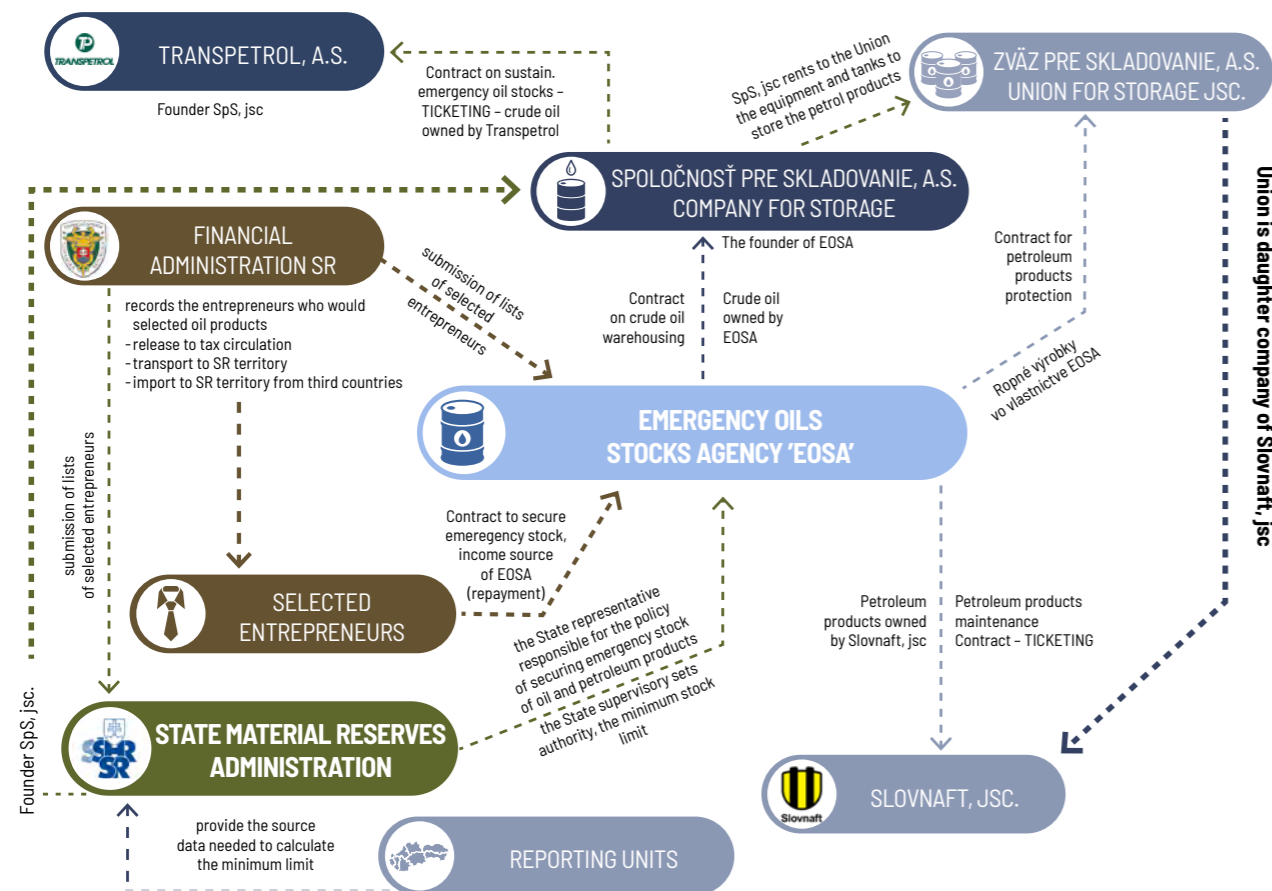 TRANSPETROL
TRANSPETROL, A.S.
Founder SpS, jsc
Contract on sustain.
emergency oil stocks –
TICKETING – crude oil
owned by Transpetrol
SpS, jsc rents to the Union
the equipment and tanks to
store the petrol products
ZVÄZ PRE SKLADOVANIE, A.S.
UNION FOR STORAGE JSC.
SPOLOČNOSŤ PRE SKLADOVANIE, A.S.
COMPANY FOR STORAGE
The founder of EOSA
FINANCIAL
ADMINISTRATION SR
records the entrepreneurs who would
selected oil products
- release to tax circulation
- transport to SR territory
- import to SR territory from third countries
submission of lists
of selected
entrepreneurs
Contract
on crude oil
warehousing
Crude oil
owned by
EOSA
Contract for
petroleum
products
protection
Ropné výrobky
vo vlastníctve EOSA
Union is daughter company of Slovnaft, jsc
EMERGENCY OILS
STOCKS AGENCY 'EOSA'
submission of lists
of selected entrepreneurs
Contract to secure
emeregency stock,
income source
of EOSA
(repayment)
SELECTED
ENTREPRENEURS
the State representative
responsible for the policy
of securing emergency stock
of oil and petroleum products
the State supervisory sets
authority, the minimum stock
limit
Petroleum
products owned
by Slovnaft, jsc
Petroleum products
maintenance
Contract – TICKETING
Founder SpS, jsc.
SŠHR
SR
STATE MATERIAL RESERVES
ADMINISTRATION
Slovnaft
SLOVNAFT, JSC.
provide the source
data needed to calculate
the minimum limit
REPORTING UNITS